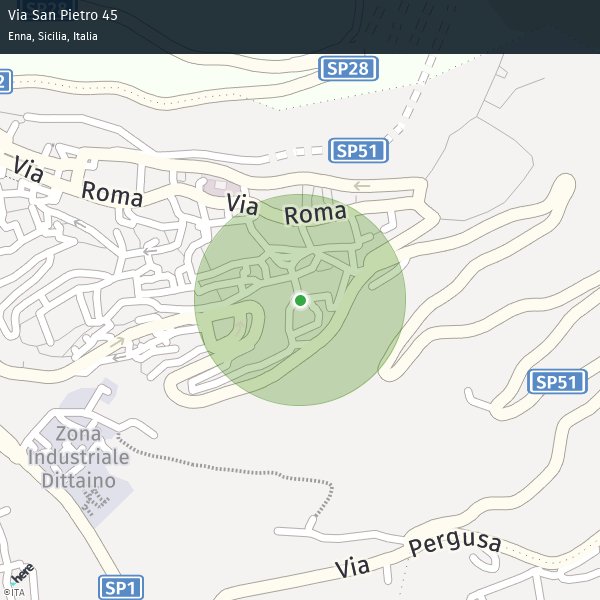 Via San Pietro 45
Enna, Sicilia, Italia
SP28
2
SP51
Via Roma
Via Roma
SP51
Zona
Industriale
Dittaino
Via Pergusa
SP1
here
©ITA